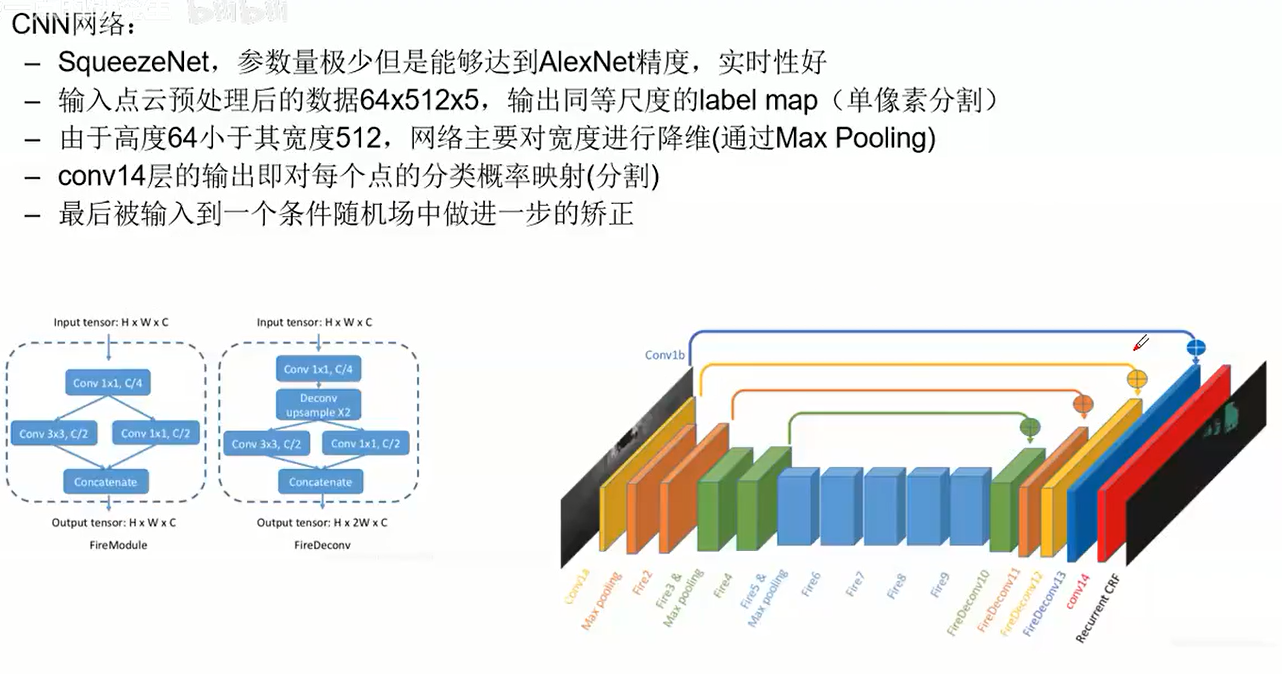 CNN网络：
– SqueezeNet，参数量极少但是能够达到AlexNet精度，实时性好
– 输入点云预处理后的数据64x512x5，输出同等尺度的label map（单像素分割）
– 由于高度64小于其宽度512，网络主要对宽度进行降维(通过Max Pooling)
– conv14层的输出即对每个点的分类概率映射(分割)
– 最后被输入到一个条件随机场中做进一步的矫正
Input tensor: H x W x C
Conv 1x1, C/4
Conv 3x3, C/2
Conv 1x1, C/2
Concatenate
Output tensor: H x W x C
FireModule
Input tensor: H x W x C
Conv 1x1, C/4
Deconv
upsample X2
Conv 3x3, C/2
Conv 1x1, C/2
Concatenate
Output tensor: H x 2W x C
FireDeconv
Conv1b
Conv1a
Max pooling
Fire2
Fire3 &
Max pooling
Fire4
Fire5 &
Max pooling
Fire6
Fire7
Fire8
Fire9
FireDeconv10
FireDeconv11
FireDeconv12
FireDeconv13
conv14
Recurrent CRF
bilibili